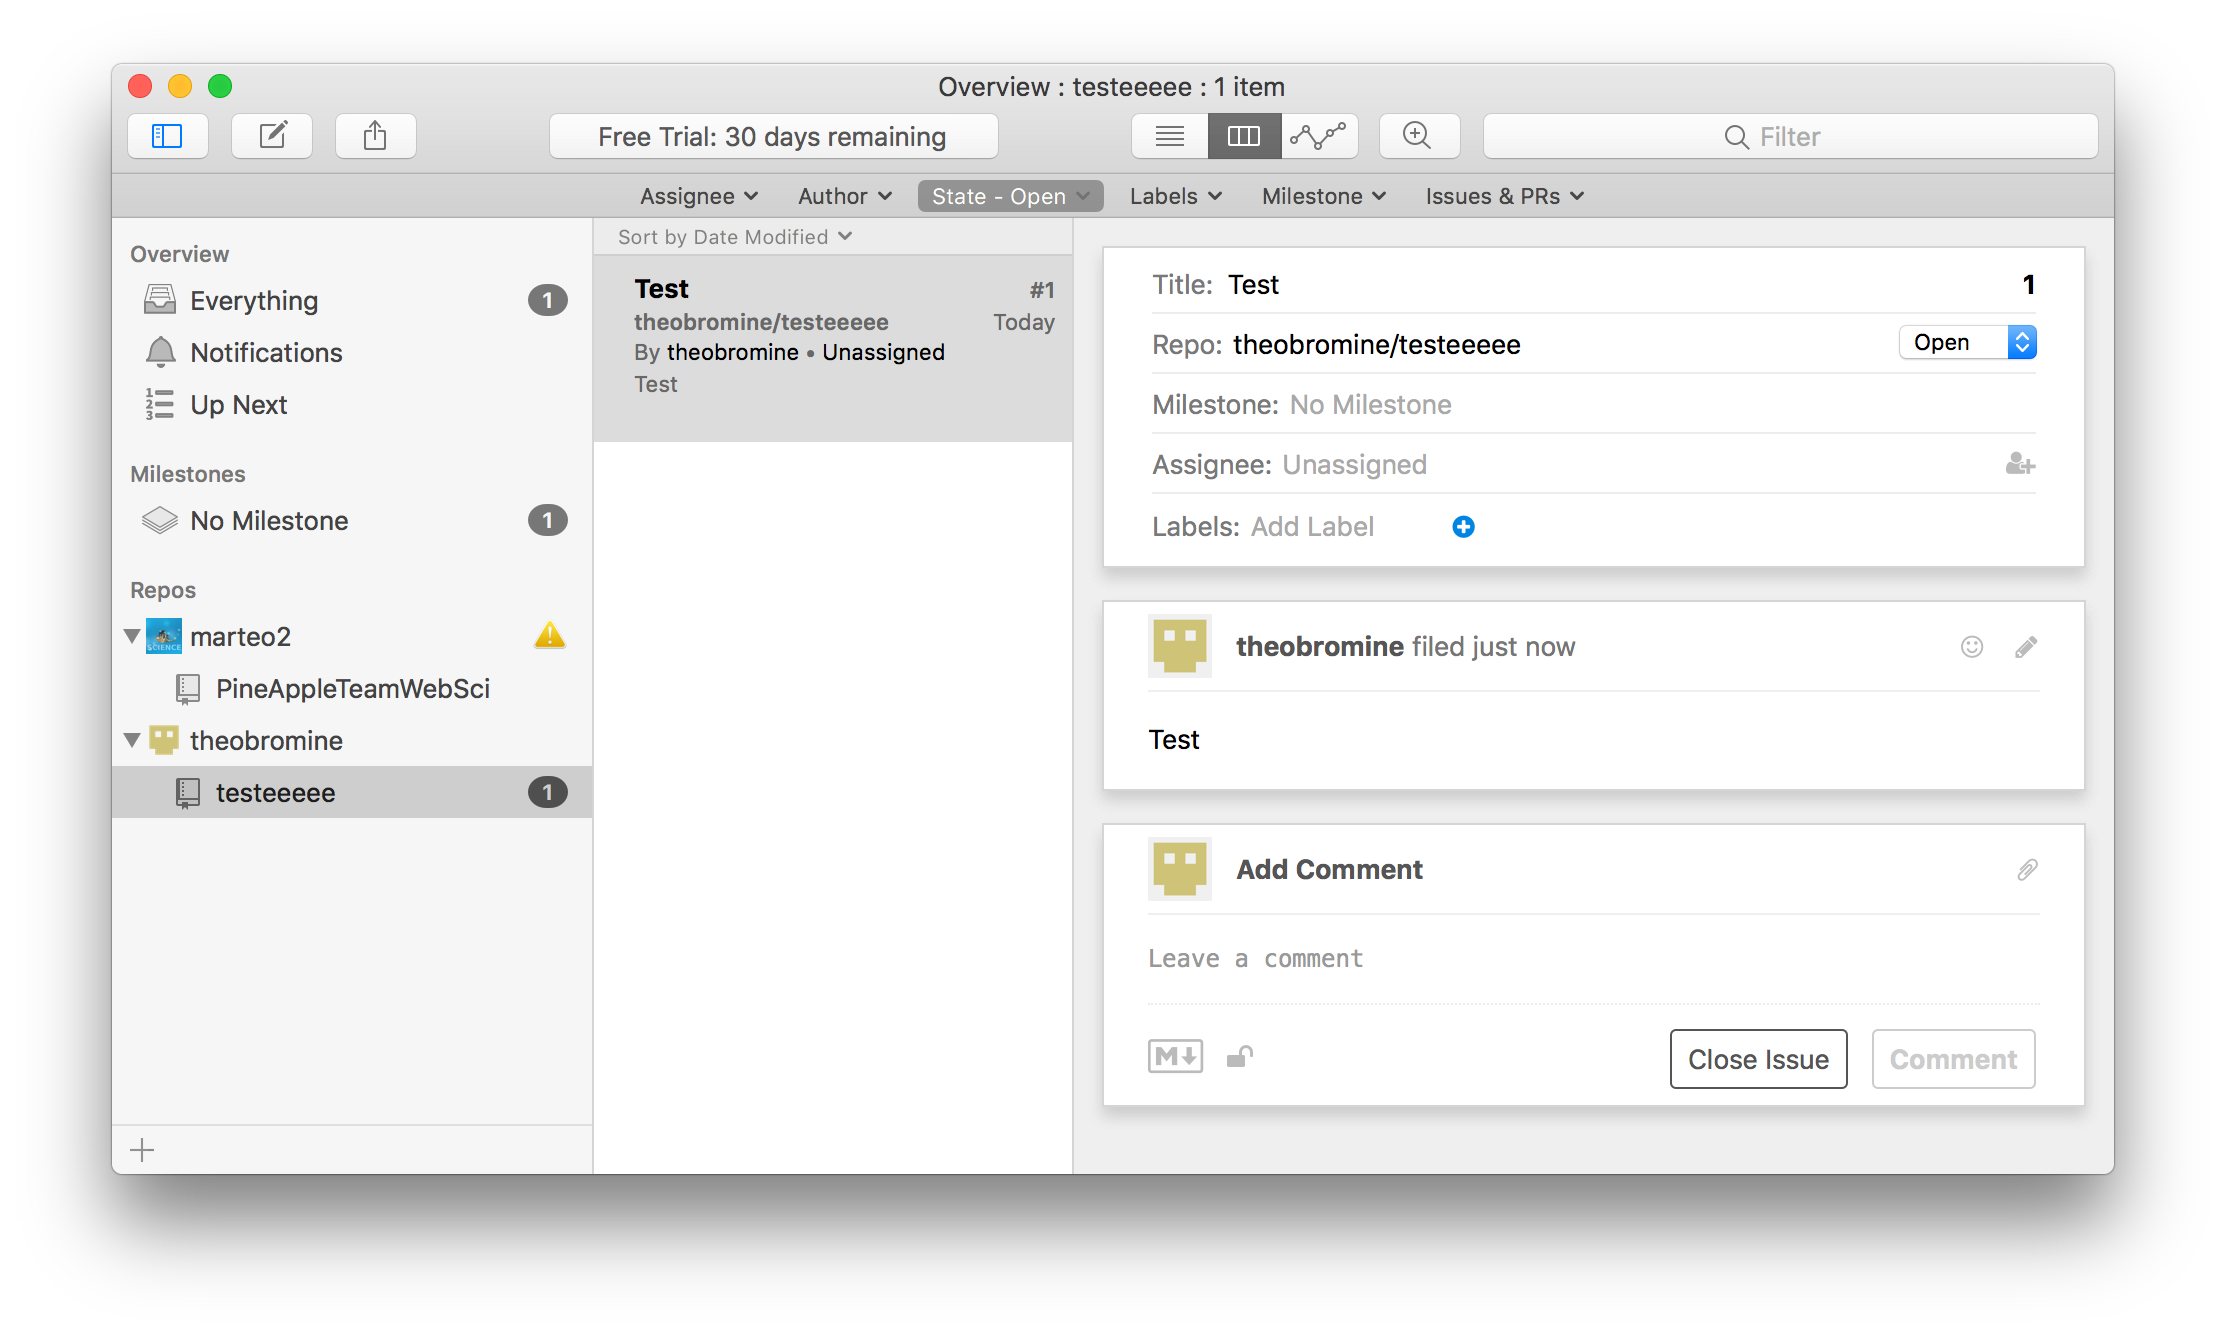 Overview : testeeeee : 1 item
Free Trial: 30 days remaining
Filter
Assignee
Author
State - Open
Labels
Milestone
Issues & PRs
Overview
Everything 1
Notifications
Up Next
Milestones
No Milestone 1
Repos
SCIENCE
marteo2
PineAppleTeamWebSci
theobromine
testeeeee 1
Sort by Date Modified
Test #1
theobromine/testeeeee Today
By theobromine • Unassigned
Test
Title: Test 1
Repo: theobromine/testeeeee Open
Milestone: No Milestone
Assignee: Unassigned
Labels: Add Label
theobromine filed just now
Test
Add Comment
Leave a comment
M
Close Issue
Comment